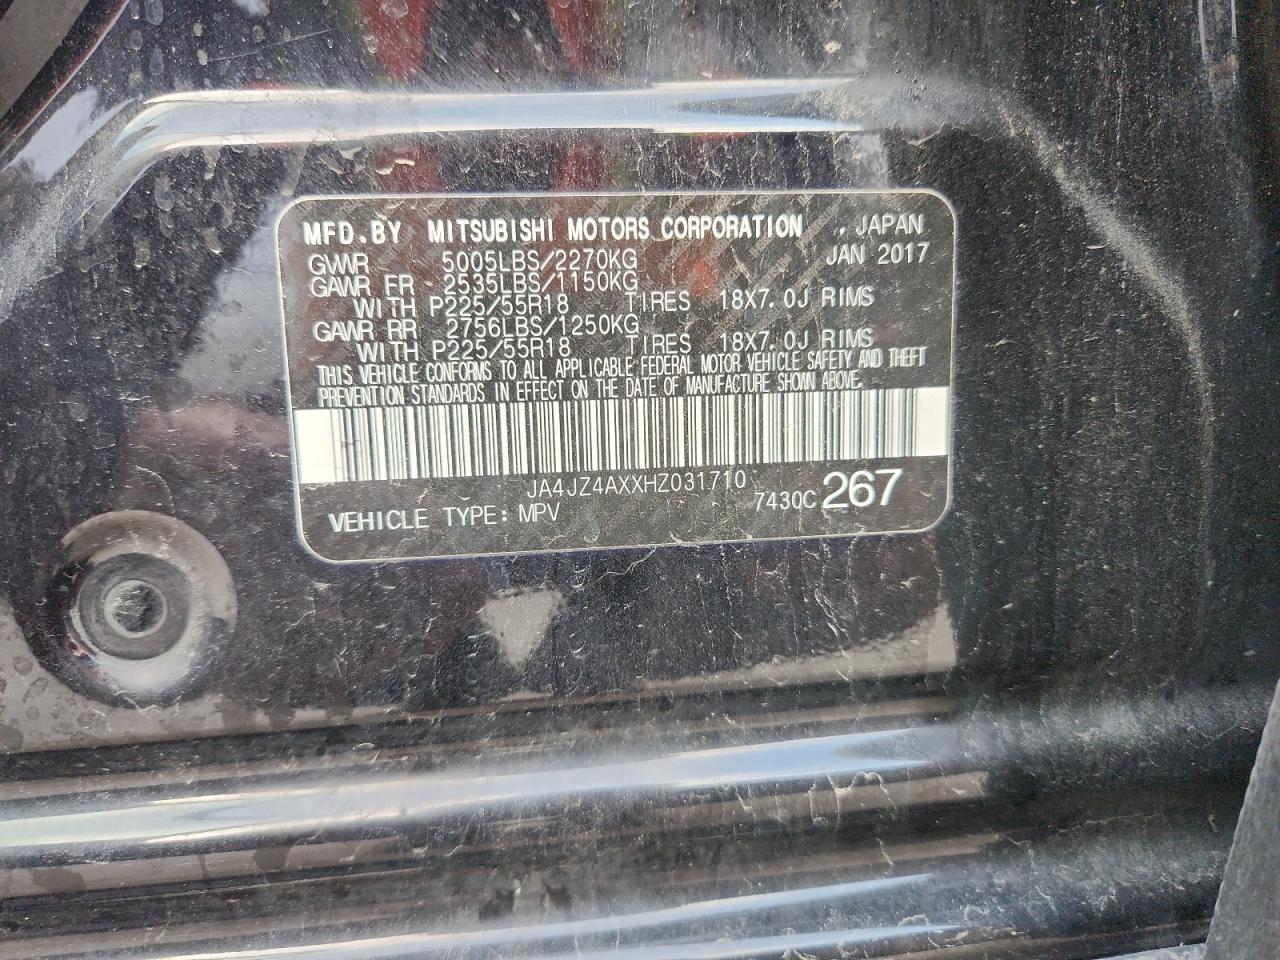 MFD.BY MITSUBISHI MOTORS CORPORATION . JAPAN
GWWR 5005LBS/2270KG JAN 2017
GAWR FR 2535LBS/1150KG
WITH P225/55R18 TIRES 18X7.0J RIMS
GAWR RR 2756LBS/1250KG
WITH P225/55R18 TIRES 18X7.0J RIMS
THIS VEHICLE CONFORMS TO ALL APPLICABLE FEDERAL MOTOR VEHICLE SAFETY AND THEFT
PREVENTION STANDARDS IN EFFECT ON THE DATE OF MANUFACTURE SHOWN ABOVE.
JA4JZ4AXXHZ031710
VEHICLE TYPE: MPV 7430C 267